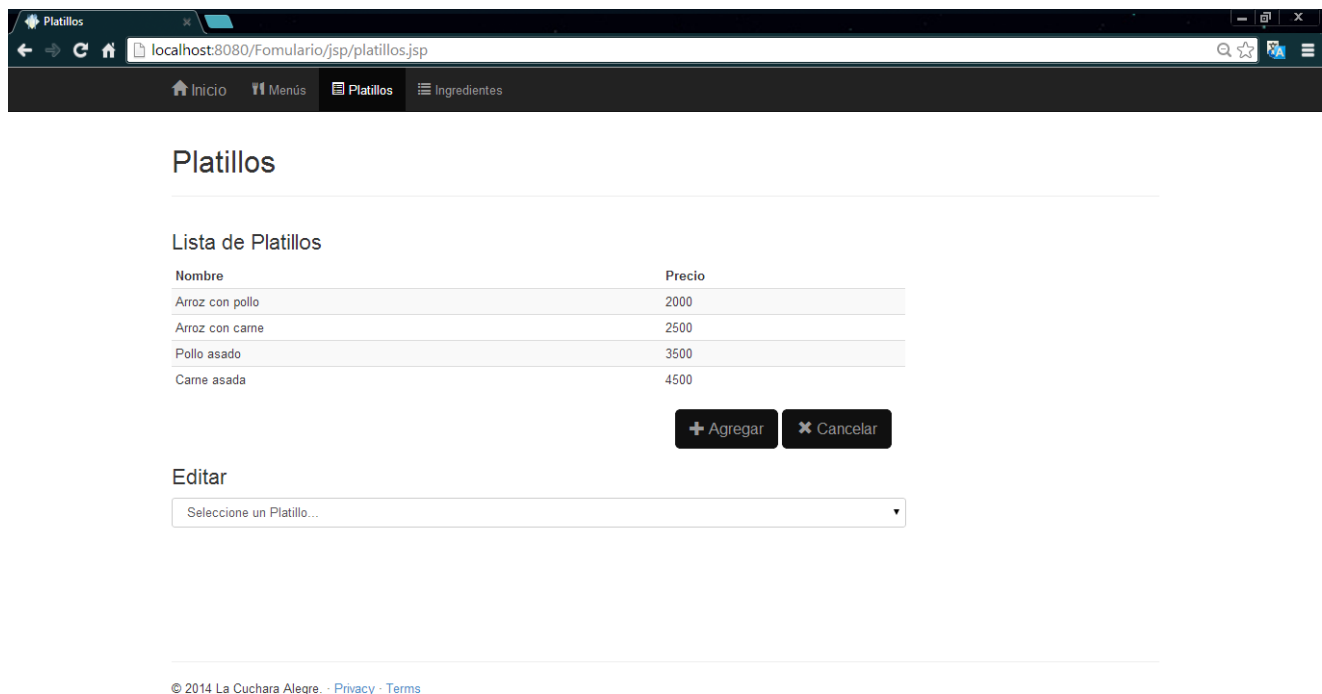 Platillos
localhost:8080/Fomulario/jsp/platillos.jsp
Inicio Menús Platillos Ingredientes
Platillos
Lista de Platillos
Nombre Precio
Arroz con pollo 2000
Arroz con carne 2500
Pollo asado 3500
Carne asada 4500
Agregar Cancelar
Editar
Seleccione un Platillo...
© 2014 La Cuchara Alegre. · Privacy · Terms